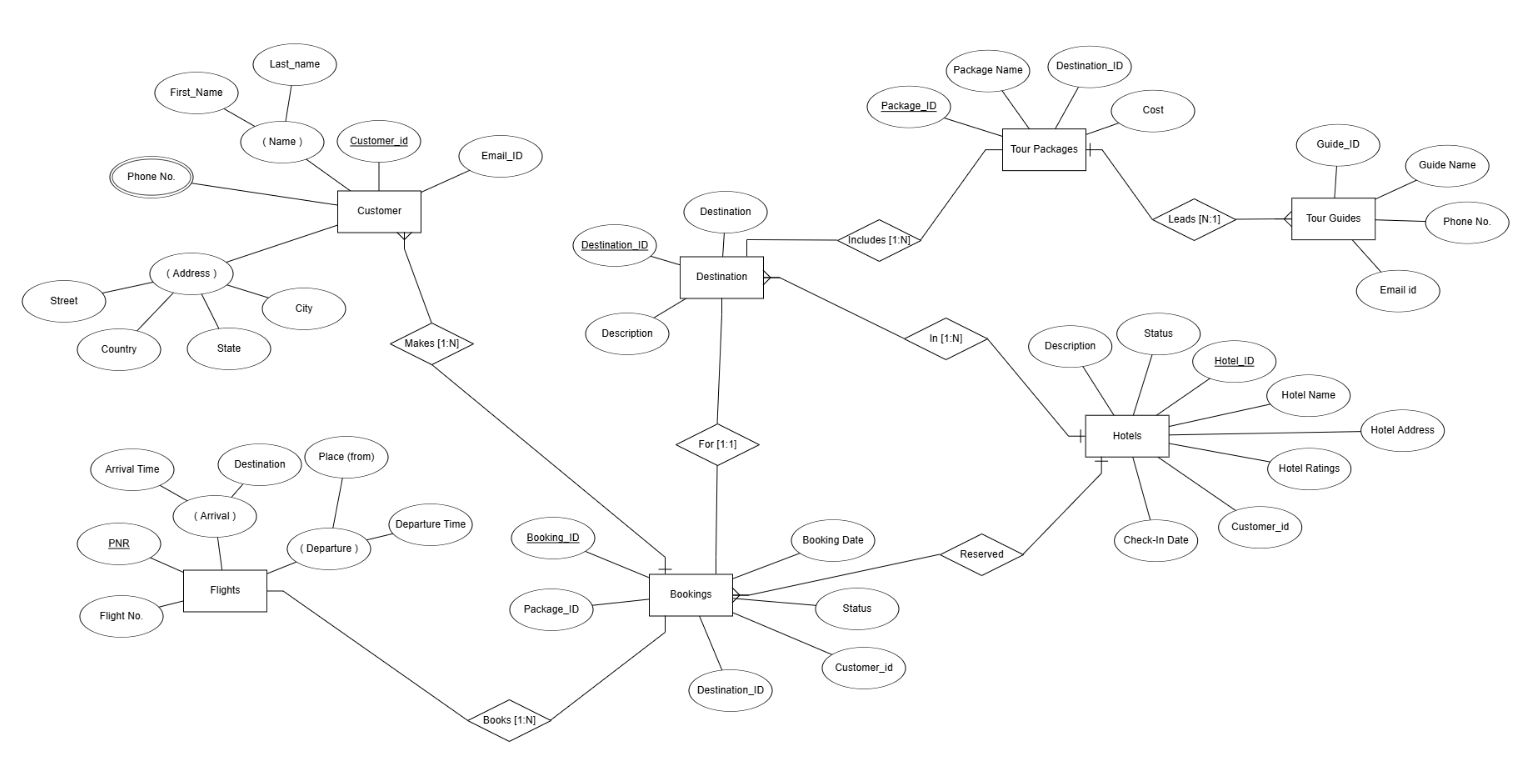 Last_name
First_Name
( Name )
Customer_id
Email_ID
Phone No.
Customer
( Address )
Street
City
Country
State
Makes [1:N]
Package Name
Destination_ID
Package_ID
Cost
Tour Packages
Guide_ID
Guide Name
Leads [N:1]
Tour Guides
Phone No.
Email id
Destination
Destination_ID
Includes [1:N]
Destination
Description
In [1:N]
Description
Status
Hotel_ID
Hotel Name
Hotel Address
Hotels
Hotel Ratings
Customer_id
Check-In Date
For [1:1]
Arrival Time
Destination
Place (from)
( Arrival )
Departure Time
PNR
( Departure )
Flights
Flight No.
Booking_ID
Booking Date
Reserved
Bookings
Package_ID
Status
Customer_id
Destination_ID
Books [1:N]